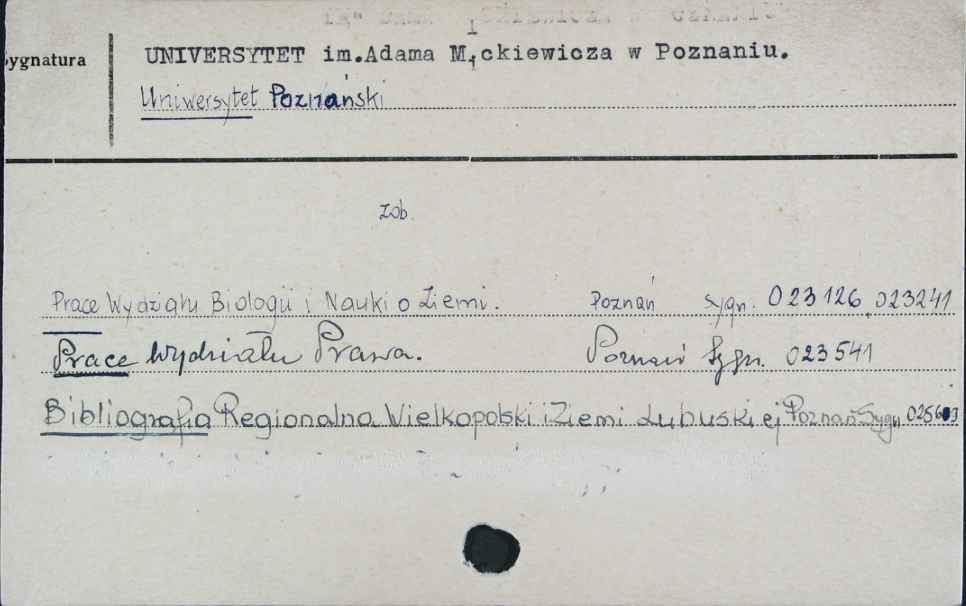 Sygnatura
UNIVERSYTET im.Adama Mickiewicza w Poznaniu.
Uniwersytet Poznański
zob.
Prace Wydziału Biologii i Nauki o Ziemi. Poznań Sygn. 023126, 023241
Prace Wydziału Prawa. Poznań Sygn. 023541
Bibliografia Regionalna Wielkopolski i Ziemi Lubuskiej Poznań Sygn